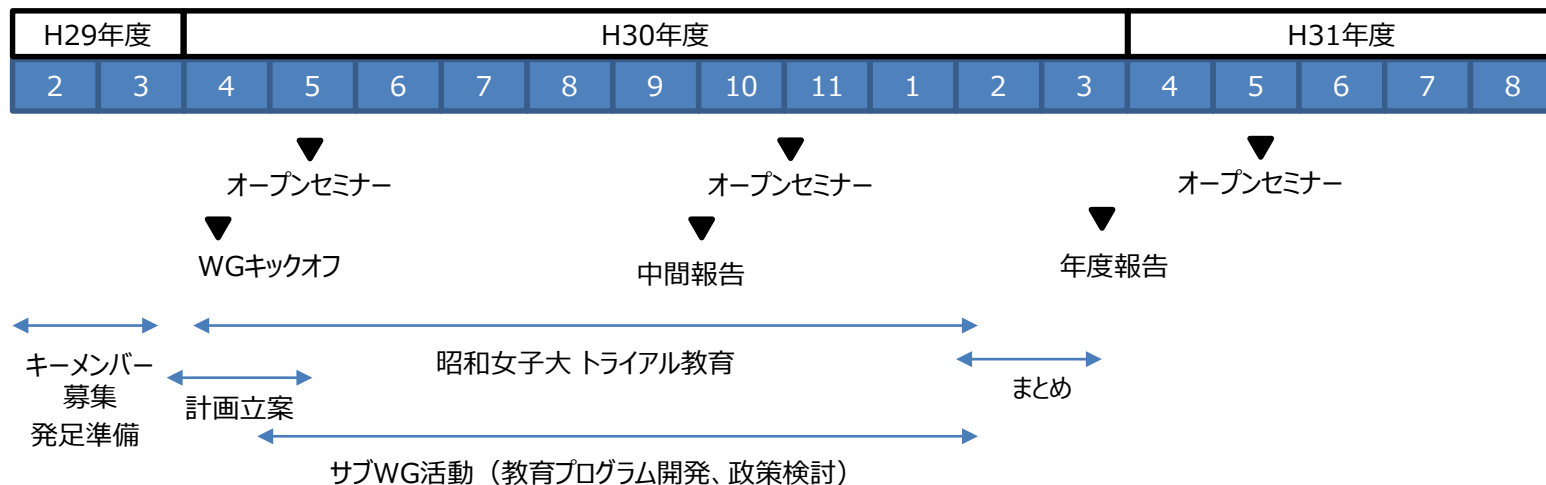 H29年度 H30年度 H31年度
2 3 4 5 6 7 8 9 10 11 1 2 3 4 5 6 7 8
オープンセミナー オープンセミナー オープンセミナー
WGキックオフ 中間報告 年度報告
キーメンバー
募集
発足準備
昭和女子大 トライアル教育
まとめ
計画立案
サブWG活動（教育プログラム開発、政策検討）